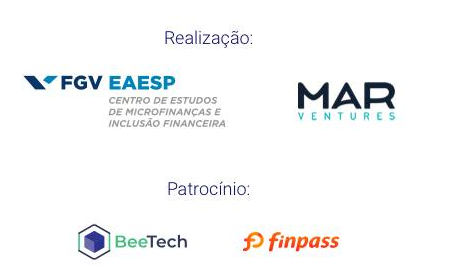 Realização:
FGV EAESP
CENTRO DE ESTUDOS
DE MICROFINANÇAS E
INCLUSÃO FINANCEIRA
MAR
VENTURES
Patrocínio:
BeeTech
finpass